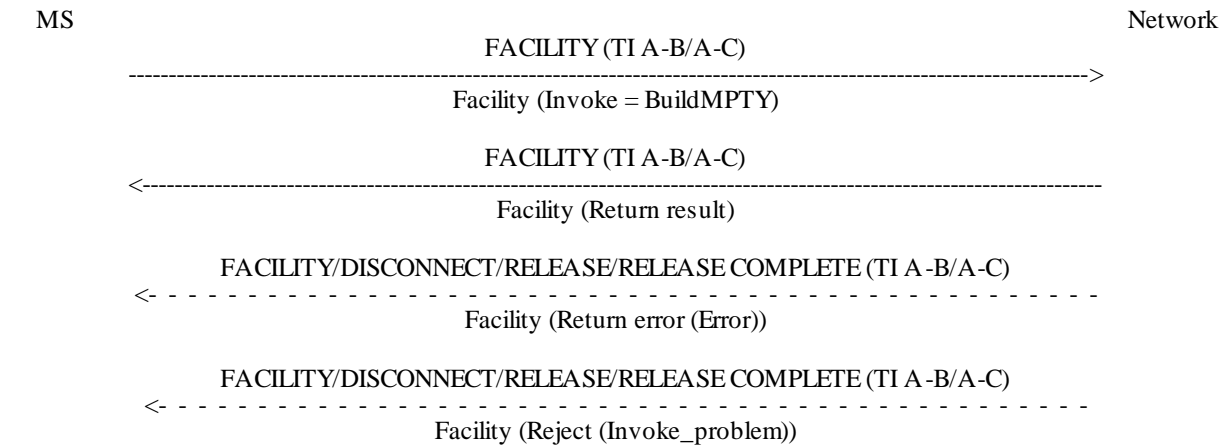 MS Network
FACILITY (TI A-B/A-C)
Facility (Invoke = BuildMPTY)
FACILITY (TI A-B/A-C)
Facility (Return result)
FACILITY/DISCONNECT/RELEASE/RELEASE COMPLETE (TI A-B/A-C)
Facility (Return error (Error))
FACILITY/DISCONNECT/RELEASE/RELEASE COMPLETE (TI A-B/A-C)
Facility (Reject (Invoke_problem))